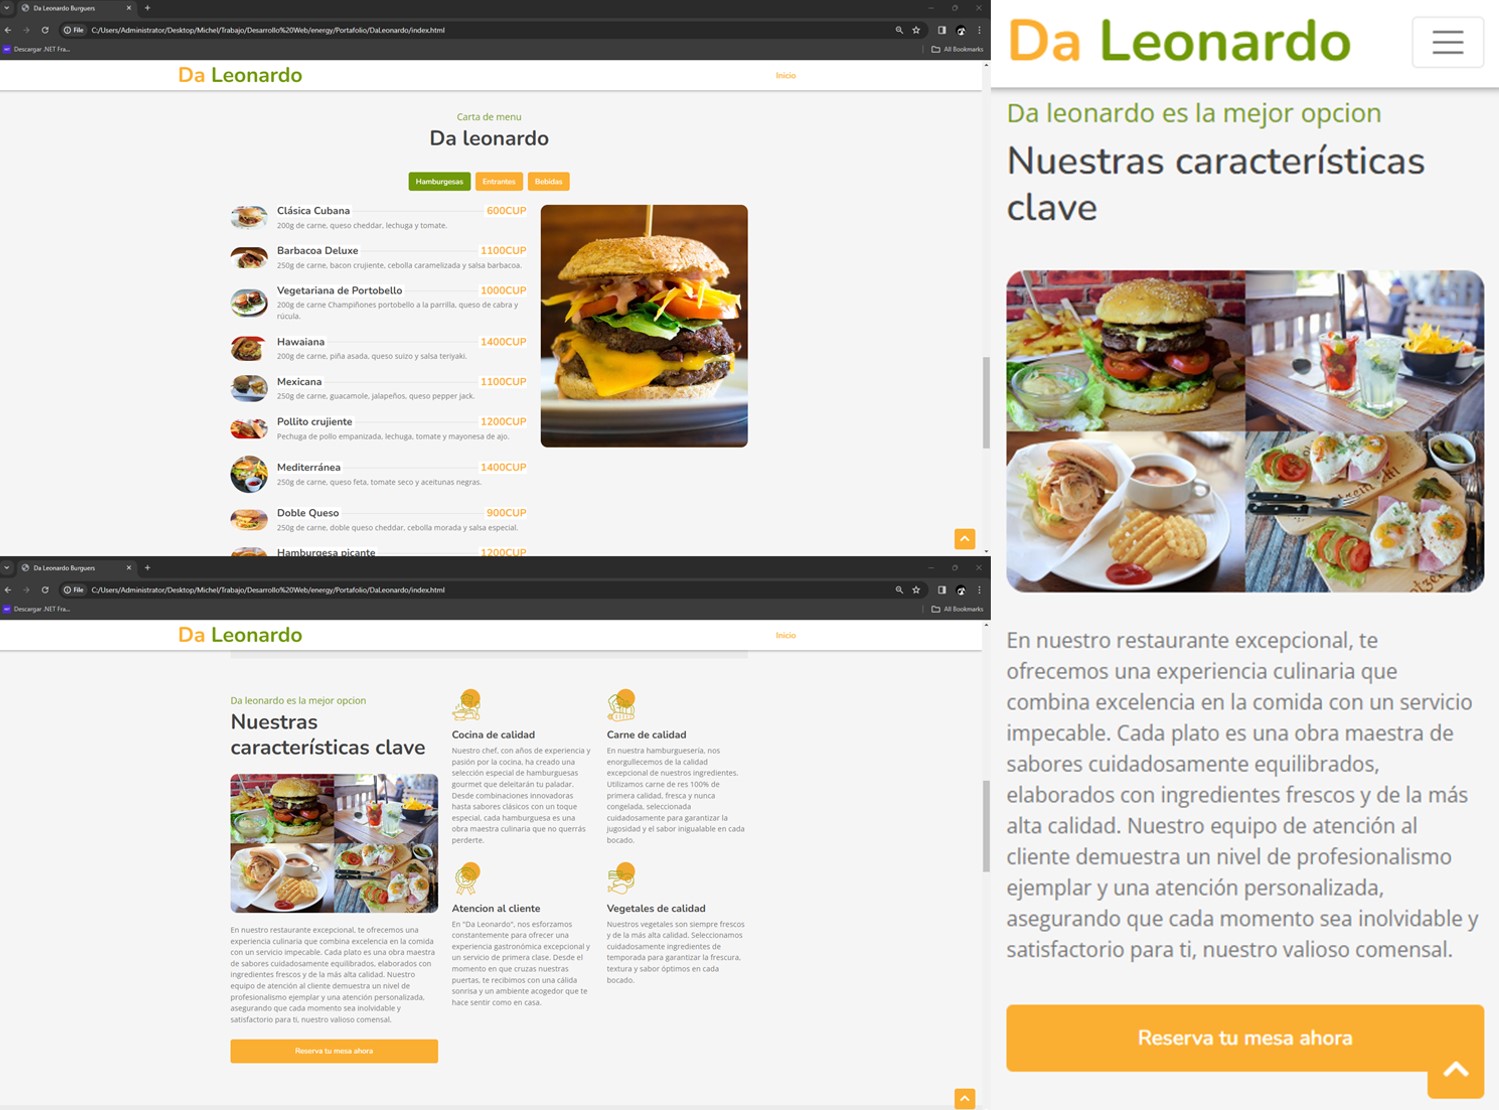 Da Leonardo Burguers
File
C:/Users/Administrator/Desktop/Michel/Trabajo/Desarrollo%20Web/energy/Portafolio/DaLeonardo/index.html
Descargar .NET Fra...
All Bookmarks
Da Leonardo
Inicio
Carta de menu
Da leonardo
Hamburgesas
Entrantes
Bebidas
Clásica Cubana 600CUP
200g de carne, queso cheddar, lechuga y tomate.
Barbacoa Deluxe 1100CUP
250g de carne, bacon crujiente, cebolla caramelizada y salsa barbacoa.
Vegetariana de Portobello 1000CUP
200g de carne Champiñones portobello a la parrilla, queso de cabra y
rúcula.
Hawaiana 1400CUP
200g de carne, piña asada, queso suizo y salsa teriyaki.
Mexicana 1100CUP
250g de carne, guacamole, jalapeños, queso pepper jack.
Pollito crujiente 1200CUP
Pechuga de pollo empanizada, lechuga, tomate y mayonesa de ajo.
Mediterránea 1400CUP
250g de carne, queso feta, tomate seco y aceitunas negras.
Doble Queso 900CUP
250g de carne, doble queso cheddar, cebolla morada y salsa especial.
Hamburgesa picante 1200CUP
Da Leonardo Burguers
File
C:/Users/Administrator/Desktop/Michel/Trabajo/Desarrollo%20Web/energy/Portafolio/DaLeonardo/index.html
Descargar .NET Fra...
All Bookmarks
Da Leonardo
Inicio
Da leonardo es la mejor opcion
Nuestras
características clave
En nuestro restaurante excepcional, te ofrecemos una
experiencia culinaria que combina excelencia en la comida
con un servicio impecable. Cada plato es una obra maestra
de sabores cuidadosamente equilibrados, elaborados con
ingredientes frescos y de la más alta calidad. Nuestro
equipo de atención al cliente demuestra un nivel de
profesionalismo ejemplar y una atención personalizada,
asegurando que cada momento sea inolvidable y
satisfactorio para ti, nuestro valioso comensal.
Reserva tu mesa ahora
Cocina de calidad
Nuestro chef, con años de experiencia y
pasión por la cocina, ha creado una
selección especial de hamburguesas
gourmet que deleitarán tu paladar.
Desde combinaciones innovadoras
hasta sabores clásicos con un toque
especial, cada hamburguesa es una
obra maestra culinaria que no querrás
perderte.
Carne de calidad
En nuestra hamburguesería, nos
enorgullecemos de la calidad
excepcional de nuestros ingredientes.
Utilizamos carne de res 100% de
primera calidad, fresca y nunca
congelada, seleccionada
cuidadosamente para garantizar la
jugosidad y el sabor inigualable en cada
bocado.
Atencion al cliente
En "Da Leonardo", nos esforzamos
constantemente para ofrecer una
experiencia gastronómica excepcional y
un servicio de primera clase. Desde el
momento en que cruzas nuestras
puertas, te recibimos con una cálida
sonrisa y un ambiente acogedor que te
hace sentir como en casa.
Vegetales de calidad
Nuestros vegetales son siempre frescos
y de la más alta calidad. Seleccionamos
cuidadosamente ingredientes de
temporada para garantizar la frescura,
textura y sabor óptimos en cada
bocado.
Da Leonardo
Da leonardo es la mejor opcion
Nuestras características
clave
En nuestro restaurante excepcional, te
ofrecemos una experiencia culinaria que
combina excelencia en la comida con un servicio
impecable. Cada plato es una obra maestra de
sabores cuidadosamente equilibrados,
elaborados con ingredientes frescos y de la más
alta calidad. Nuestro equipo de atención al
cliente demuestra un nivel de profesionalismo
ejemplar y una atención personalizada,
asegurando que cada momento sea inolvidable y
satisfactorio para ti, nuestro valioso comensal.
Reserva tu mesa ahora